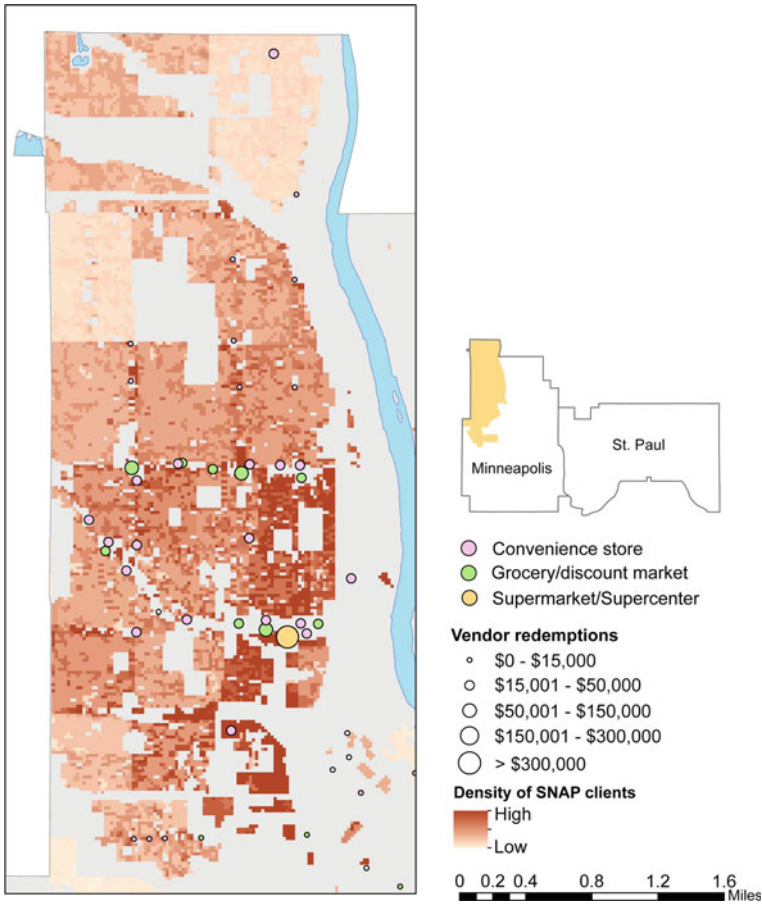 Minneapolis
St. Paul
Convenience store
Grocery/discount market
Supermarket/Supercenter
Vendor redemptions
$0 - $15,000
$15,001 - $50,000
$50,001 - $150,000
$150,001 - $300,000
> $300,000
Density of SNAP clients
High
Low
0 0.2 0.4 0.8 1.2 1.6
Miles